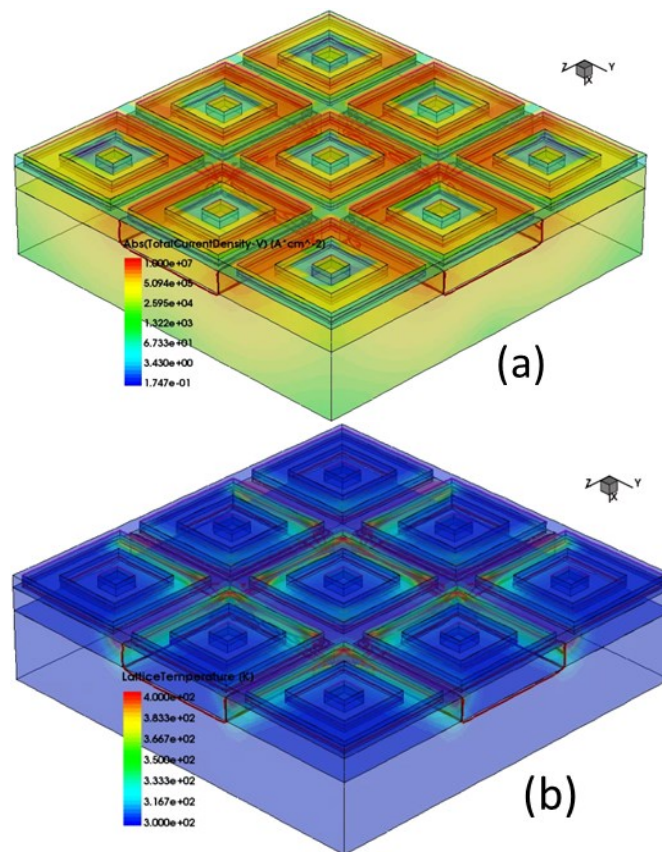 Z Y
X
Abs(TotalCurrentDensity-V) (A*cm^-2)
1.000e+07
5.094e+05
2.595e+04
1.322e+03
6.733e+01
3.430e+00
1.747e-01
(a)
Z Y
X
LatticeTemperature (K)
4.000e+02
3.833e+02
3.667e+02
3.500e+02
3.333e+02
3.167e+02
3.000e+02
(b)